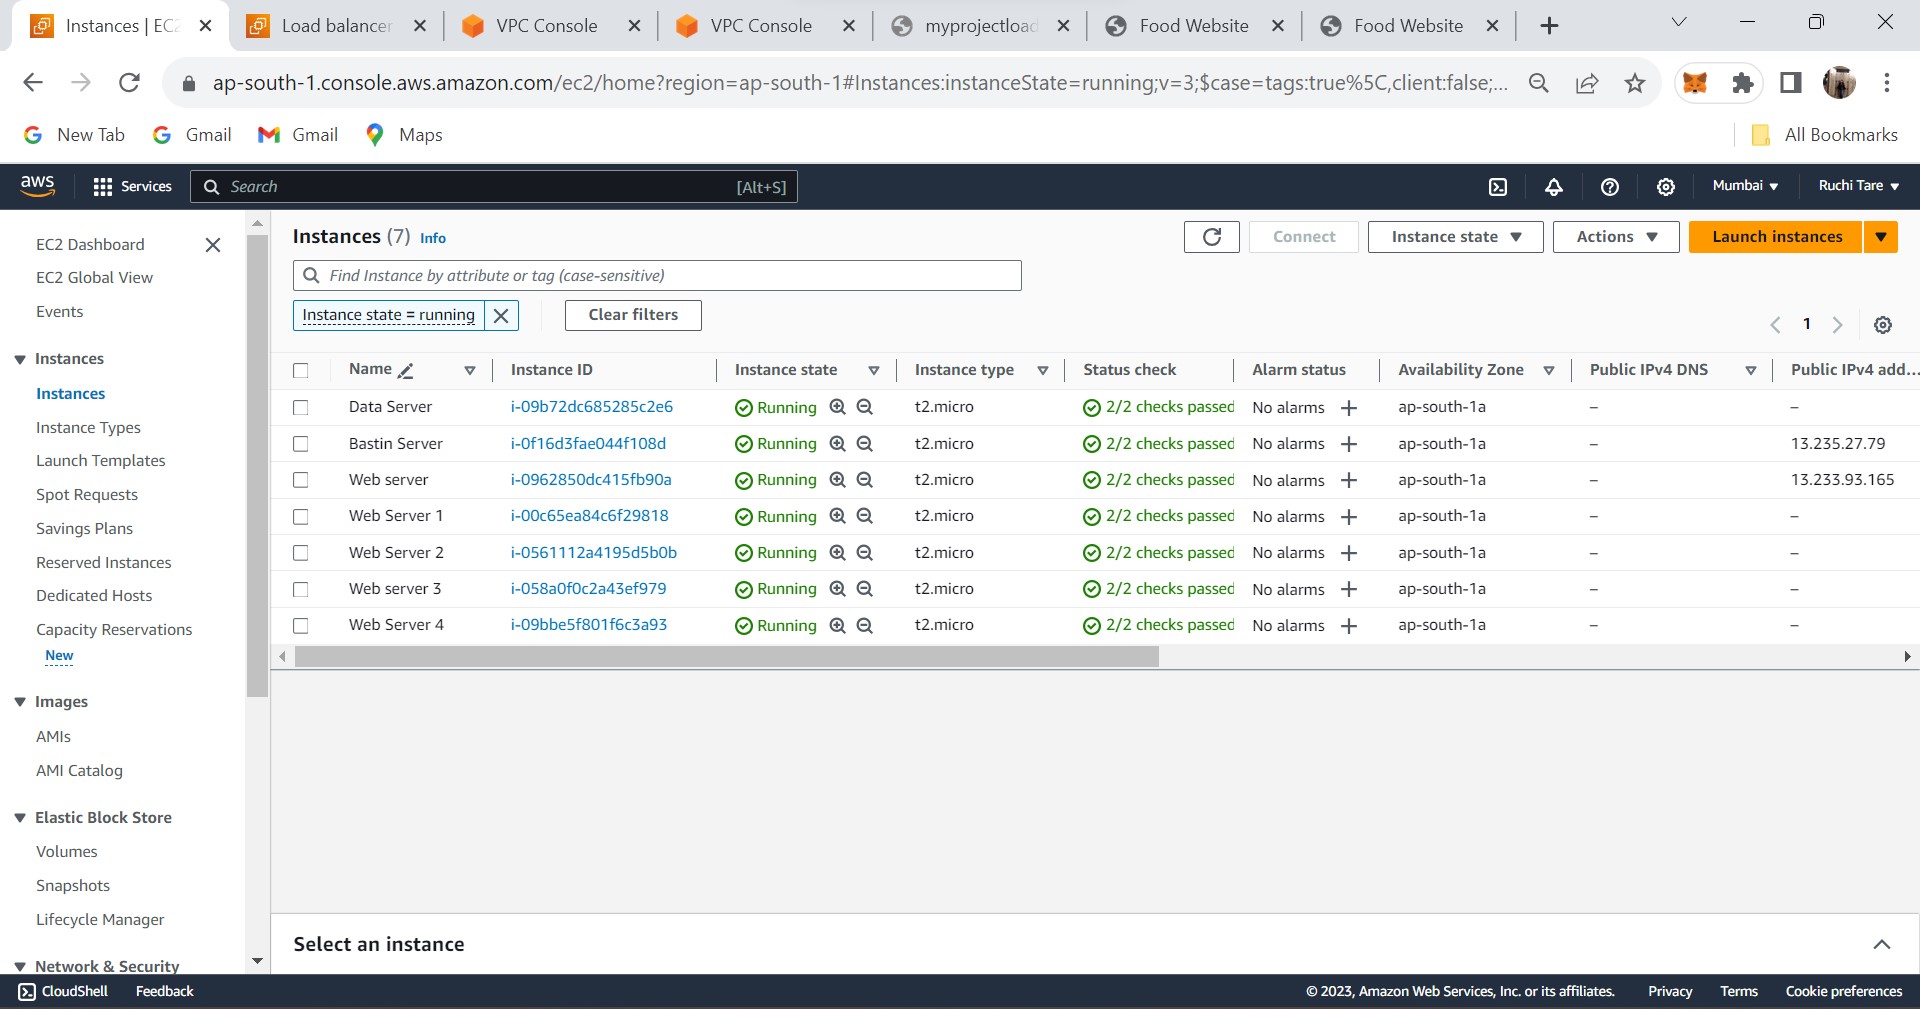 Instances | EC2
Load balancer
VPC Console
VPC Console
myprojectload
Food Website
Food Website
ap-south-1.console.aws.amazon.com/ec2/home?region=ap-south-1#Instances:instanceState=running;v=3;$case=tags:true%5C,client:false;...
New Tab
Gmail
Gmail
Maps
All Bookmarks
aws
Services
Search
[Alt+S]
Mumbai
Ruchi Tare
EC2 Dashboard
EC2 Global View
Events
Instances
Instances
Instance Types
Launch Templates
Spot Requests
Savings Plans
Reserved Instances
Dedicated Hosts
Capacity Reservations
New
Images
AMIs
AMI Catalog
Elastic Block Store
Volumes
Snapshots
Lifecycle Manager
Network & Security
Instances (7) Info
Connect
Instance state
Actions
Launch instances
Find Instance by attribute or tag (case-sensitive)
Instance state = running
Clear filters
1
Name Instance ID Instance state Instance type Status check Alarm status Availability Zone Public IPv4 DNS Public IPv4 add...
Data Server i-09b72dc685285c2e6 Running t2.micro 2/2 checks passed No alarms ap-south-1a – –
Bastin Server i-0f16d3fae044f108d Running t2.micro 2/2 checks passed No alarms ap-south-1a – 13.235.27.79
Web server i-0962850dc415fb90a Running t2.micro 2/2 checks passed No alarms ap-south-1a – 13.233.93.165
Web Server 1 i-00c65ea84c6f29818 Running t2.micro 2/2 checks passed No alarms ap-south-1a – –
Web Server 2 i-0561112a4195d5b0b Running t2.micro 2/2 checks passed No alarms ap-south-1a – –
Web server 3 i-058a0f0c2a43ef979 Running t2.micro 2/2 checks passed No alarms ap-south-1a – –
Web Server 4 i-09bbe5f801f6c3a93 Running t2.micro 2/2 checks passed No alarms ap-south-1a – –
Select an instance
CloudShell
Feedback
© 2023, Amazon Web Services, Inc. or its affiliates.
Privacy
Terms
Cookie preferences